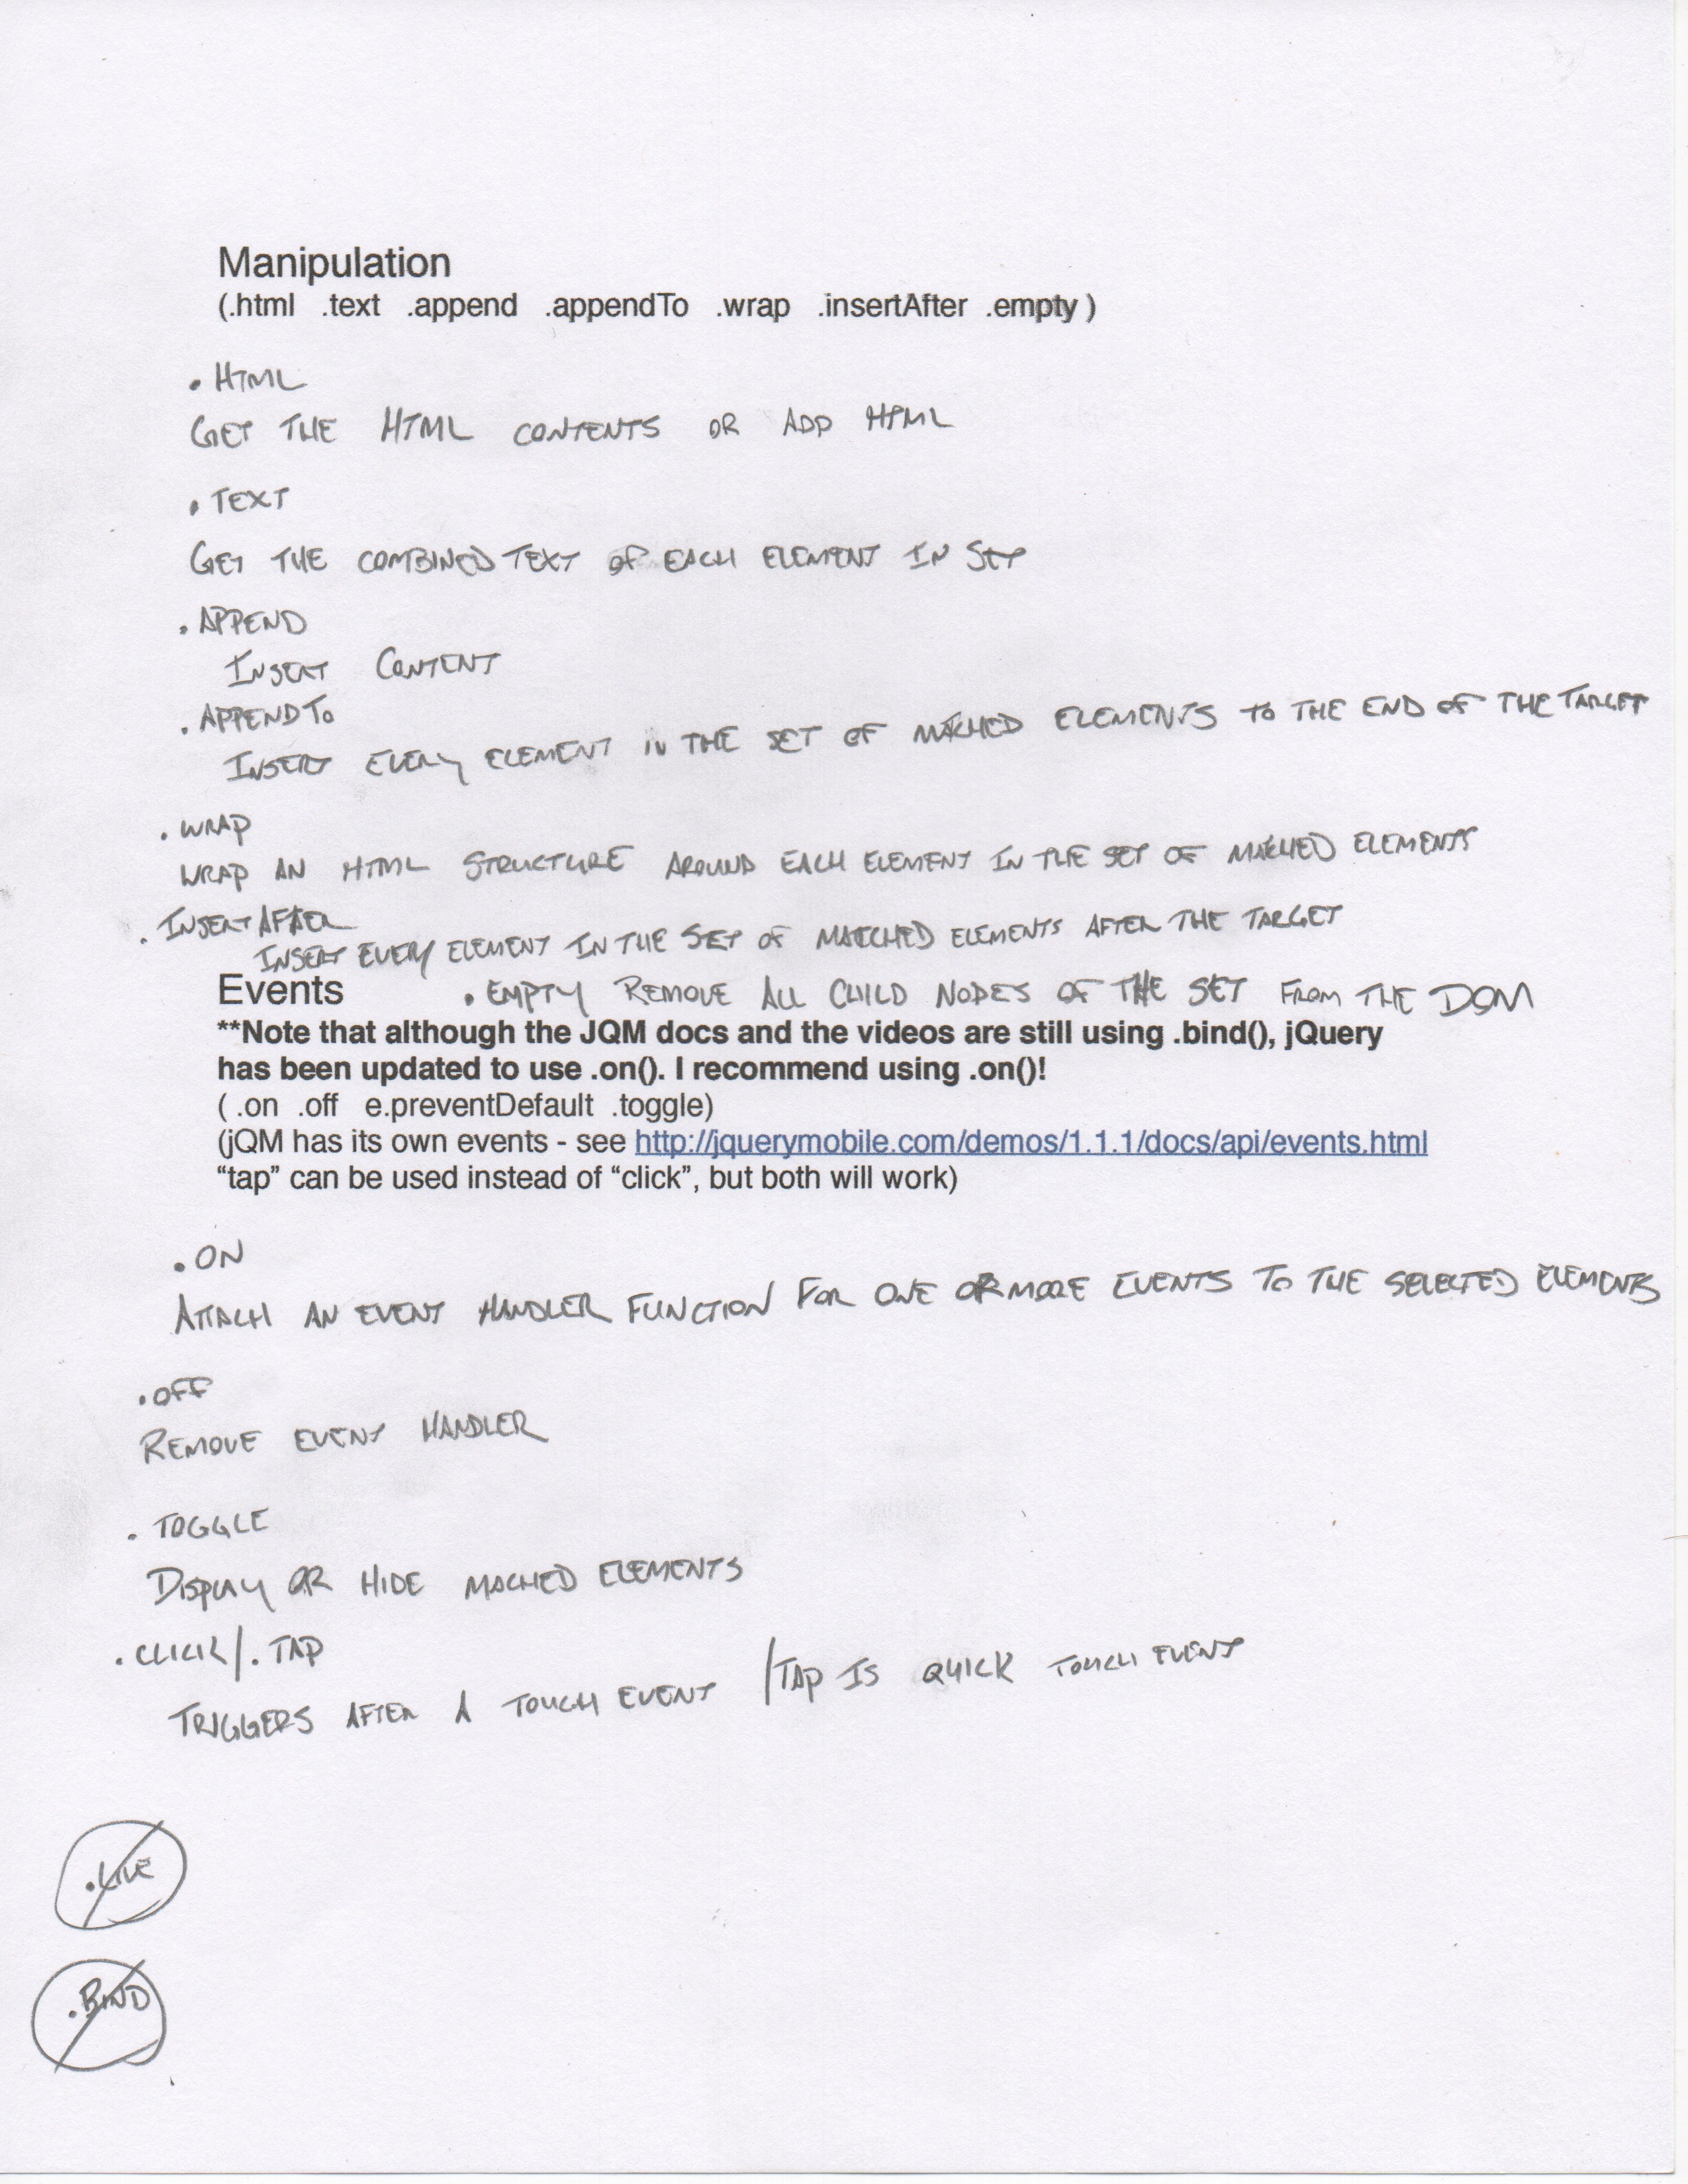 Manipulation
(.html .text .append .appendTo .wrap .insertAfter .empty )
. HTML
GET THE HTML CONTENTS OR ADD HTML
. TEXT
GET THE COMBINED TEXT OF EACH ELEMENT IN SET
. APPEND
INSERT CONTENT
. APPENDTO
INSERT EVERY ELEMENT IN THE SET OF MATCHED ELEMENTS TO THE END OF THE TARGET
. WRAP
WRAP AN HTML STRUCTURE AROUND EACH ELEMENT IN THE SET OF MATCHED ELEMENTS
. INSERTAFTER
INSERT EVERY ELEMENT IN THE SET OF MATCHED ELEMENTS AFTER THE TARGET
Events . EMPTY REMOVE ALL CHILD NODES OF THE SET FROM THE DOM
**Note that although the JQM docs and the videos are still using .bind(), jQuery
has been updated to use .on(). I recommend using .on()!
( .on .off e.preventDefault .toggle)
(jQM has its own events - see http://jquerymobile.com/demos/1.1.1/docs/api/events.html
“tap” can be used instead of “click”, but both will work)
. ON
ATTACH AN EVENT HANDLER FUNCTION FOR ONE OR MORE EVENTS TO THE SELECTED ELEMENTS
. OFF
REMOVE EVENT HANDLER
. TOGGLE
DISPLAY OR HIDE MACHED ELEMENTS
. CLICK/. TAP
TRIGGERS AFTER A TOUCH EVENT /TAP IS QUICK TOUCH EVENT
. LIVE
. BIND